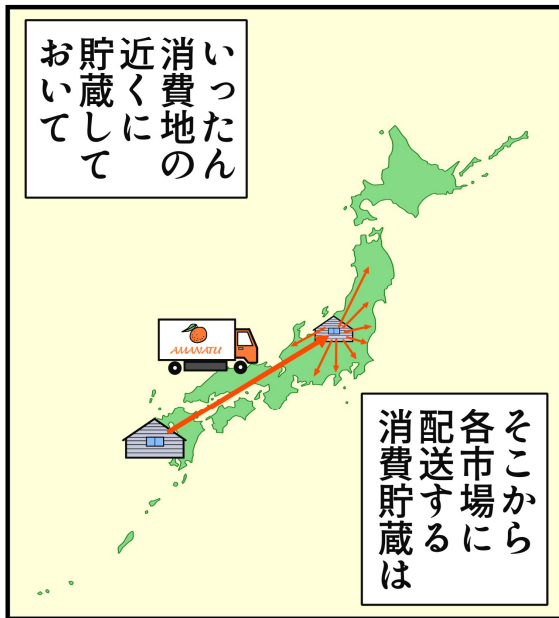 いったん
消費地の
近くに
貯蔵して
おいて
AMANATU
そこから
各市場に
配送する
消費貯蔵は